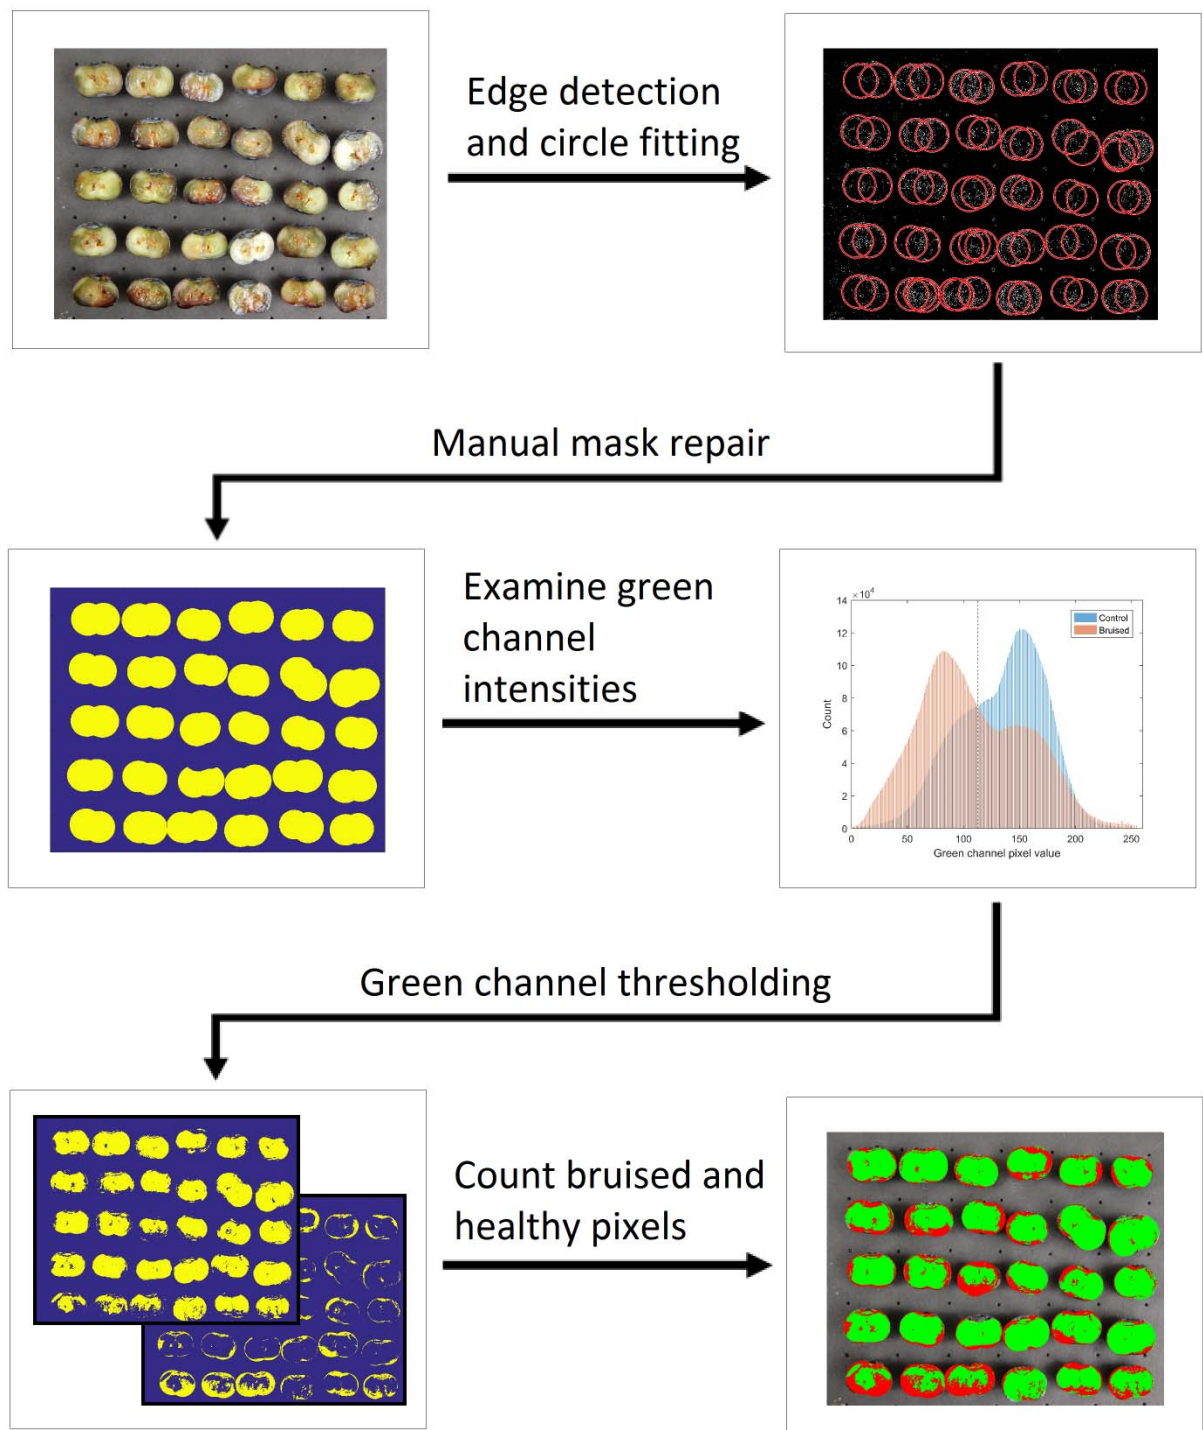 Edge detection
and circle fitting
Manual mask repair
Examine green
channel
intensities
×10⁴
14
12
10
8
6
4
2
0
Count
Control
Bruised
0 50 100 150 200 250
Green channel pixel value
Green channel thresholding
Count bruised and
healthy pixels